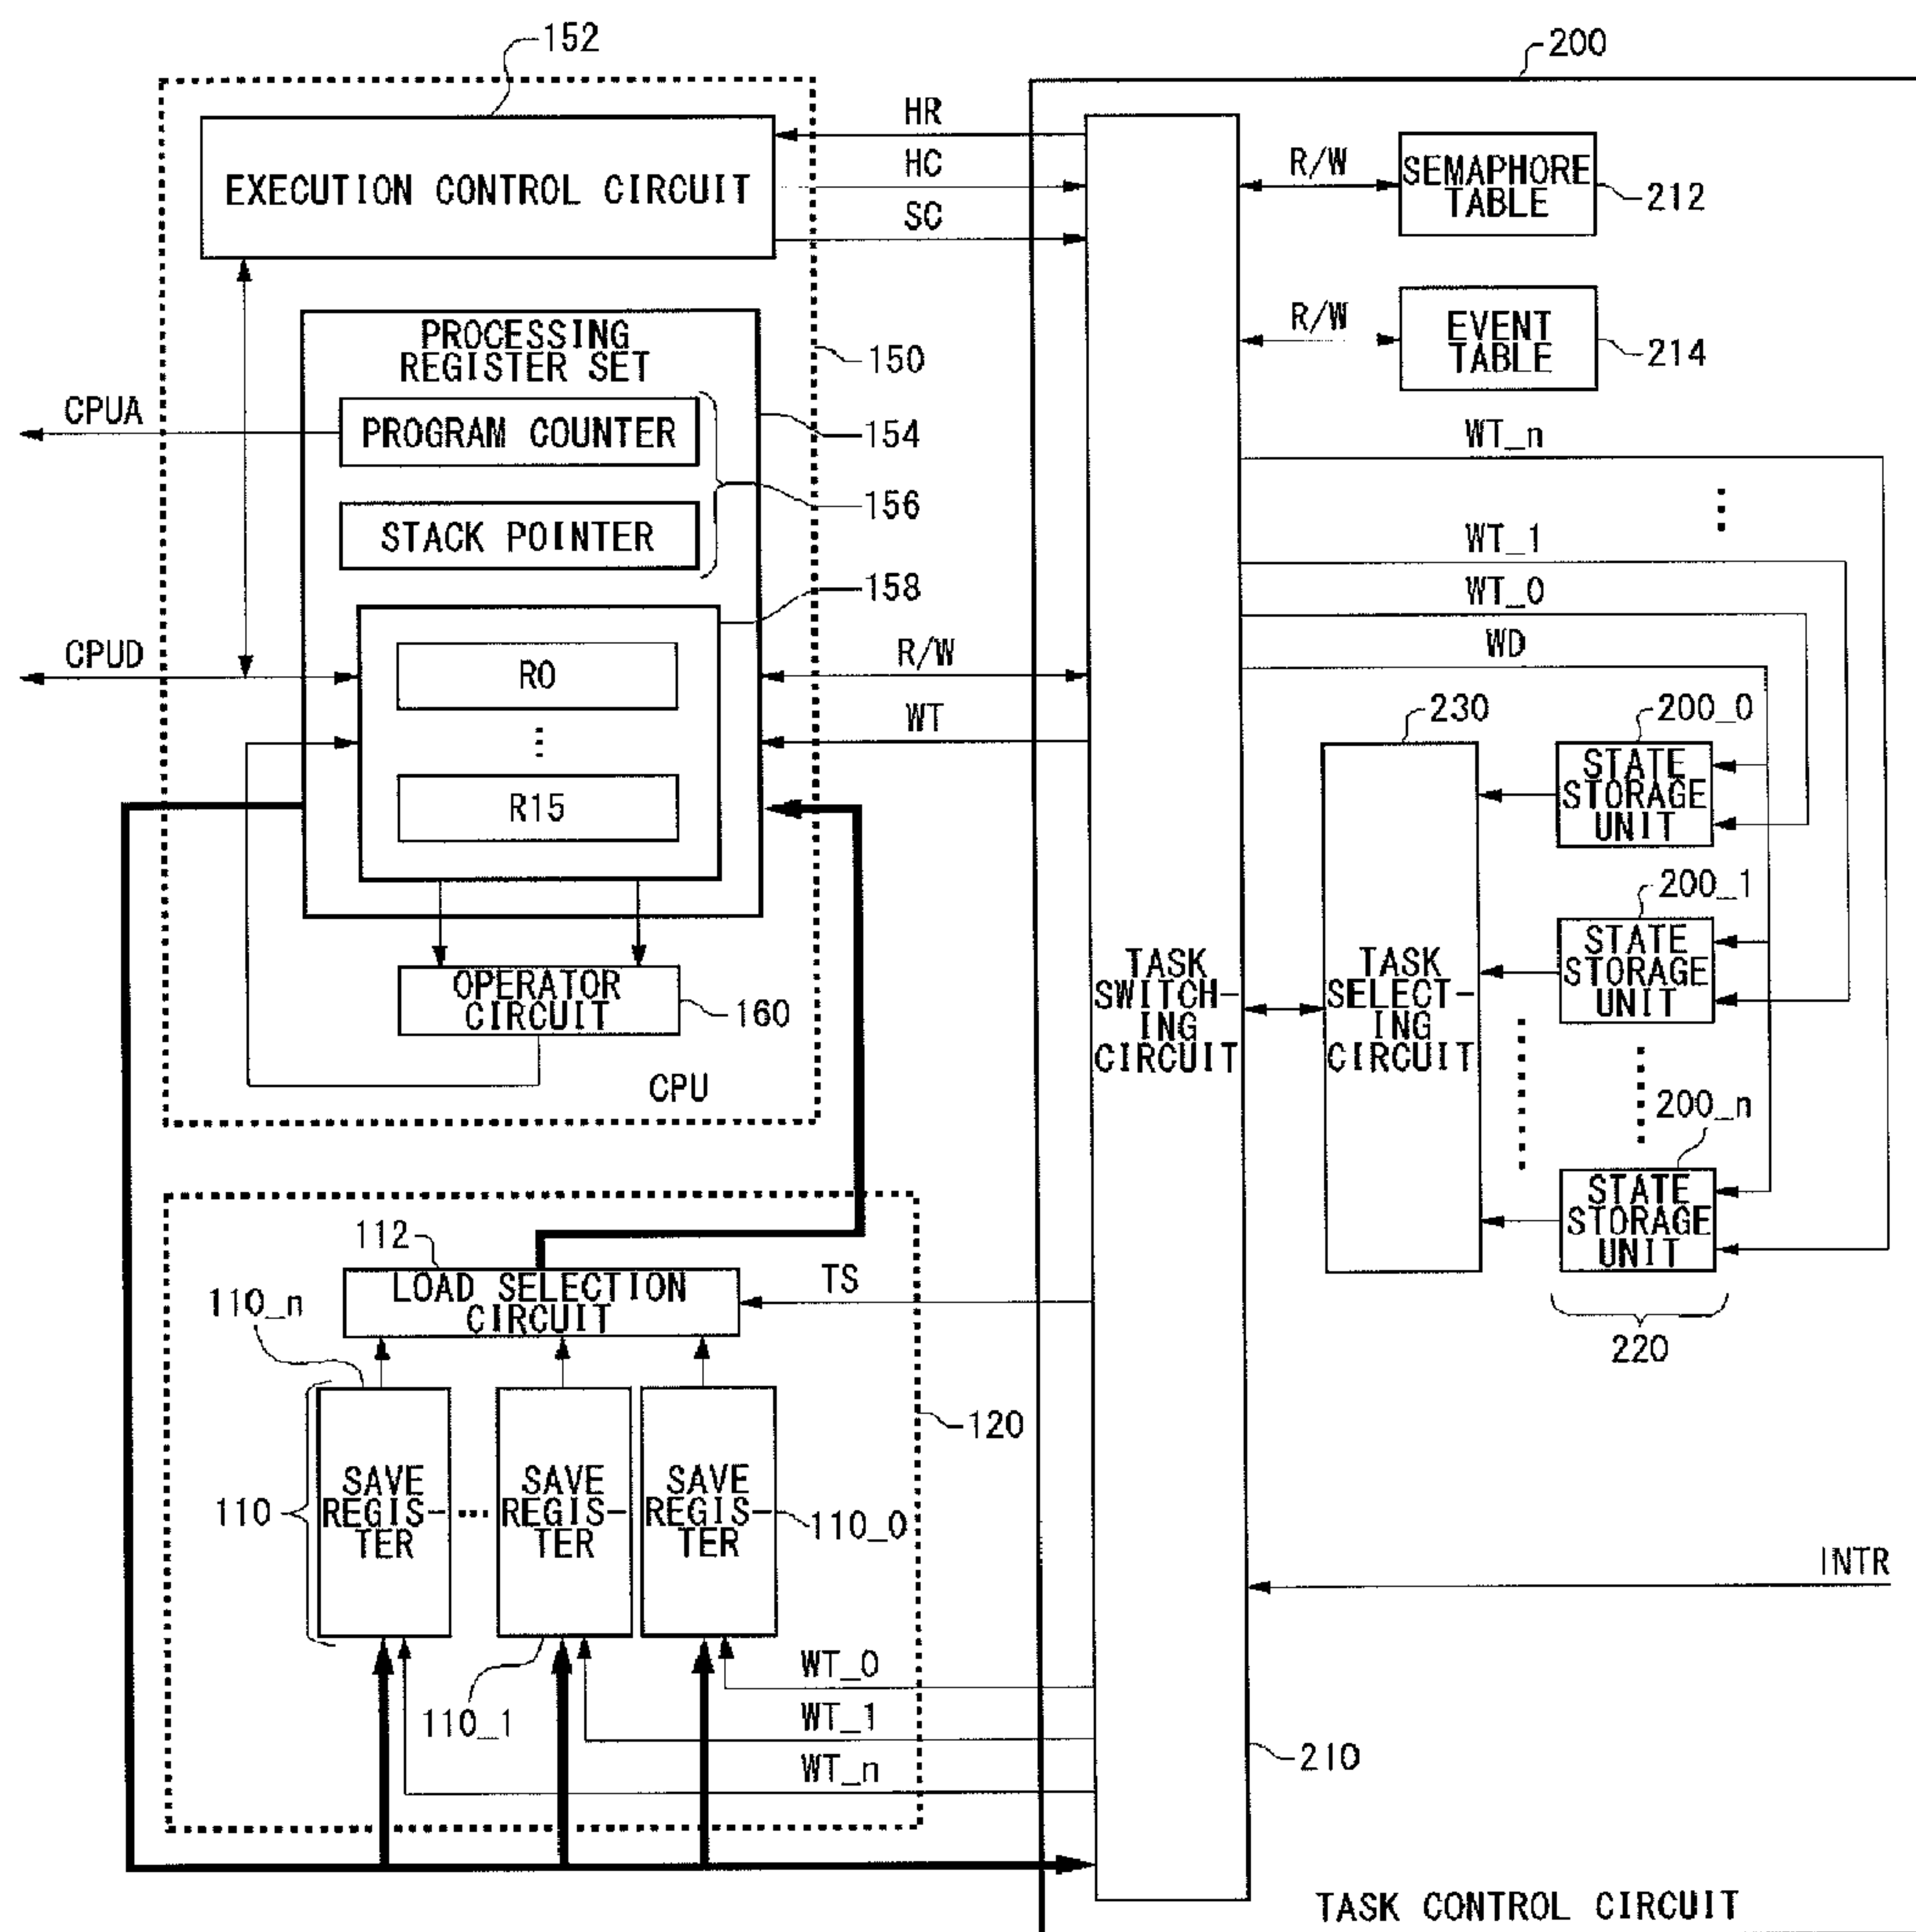 152
200
EXECUTION CONTROL CIRCUIT
HR
HC
SC
R/W
SEMAPHORE
TABLE
212
R/W
EVENT
TABLE
214
PROCESSING
REGISTER SET
150
CPUA
PROGRAM COUNTER
154
156
STACK POINTER
WT_n
WT_1
WT_0
WD
158
CPUD
R0
R15
R/W
WT
230
200_0
STATE
STORAGE
UNIT
200_1
STATE
STORAGE
UNIT
200_n
STATE
STORAGE
UNIT
220
OPERATOR
CIRCUIT
160
CPU
TASK
SWITCH-
ING
CIRCUIT
TASK
SELECT-
ING
CIRCUIT
112
LOAD SELECTION
CIRCUIT
TS
110_n
110
SAVE
REGIS-
TER
SAVE
REGIS-
TER
SAVE
REGIS-
TER
120
110_0
110_1
INTR
WT_0
WT_1
WT_n
210
TASK CONTROL CIRCUIT